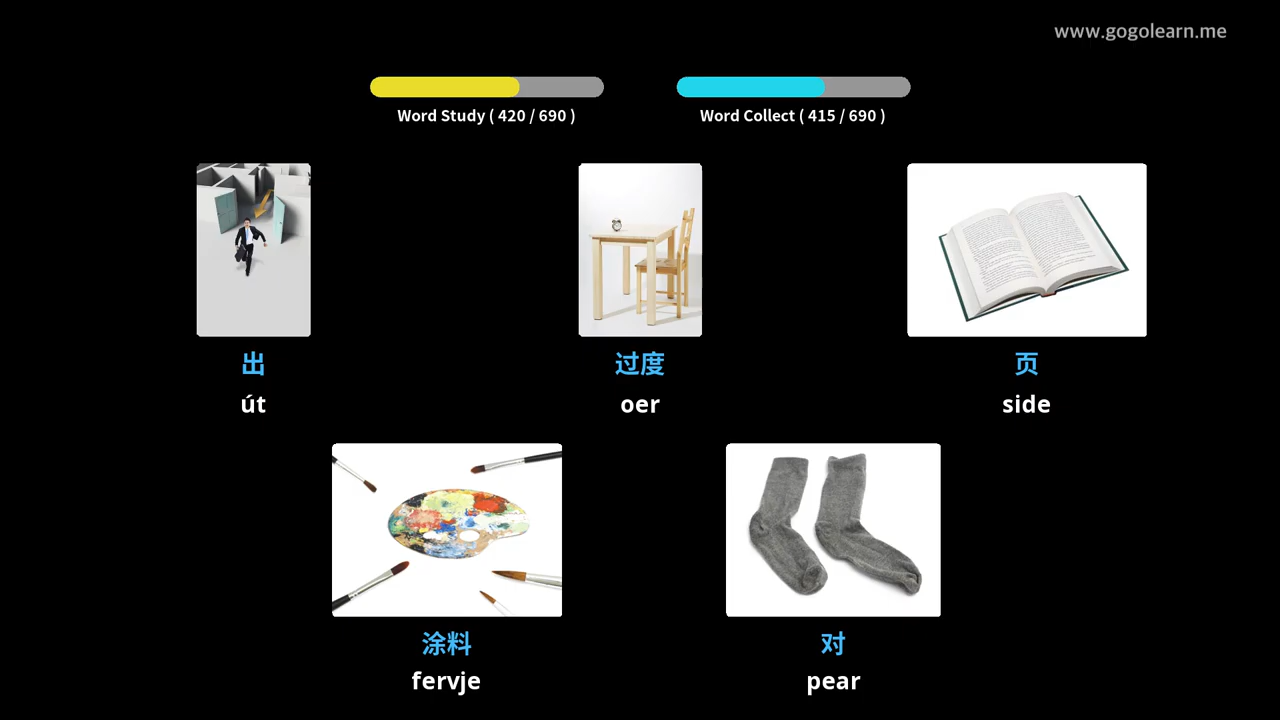 www.gogolearn.me
Word Study ( 420 / 690 )
Word Collect ( 415 / 690 )
出
út
过度
oer
页
side
涂料
fervje
对
pear